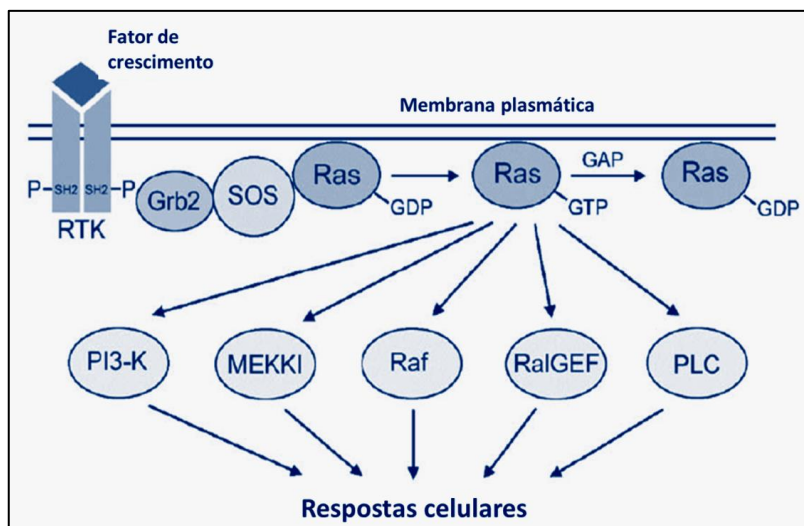 Fator de
crescimento
Membrana plasmática
P-SH2 SH2-P
RTK
Grb2
SOS
Ras
GDP
Ras
GTP
GAP
Ras
GDP
PI3-K
MEKKI
Raf
RalGEF
PLC
Respostas celulares